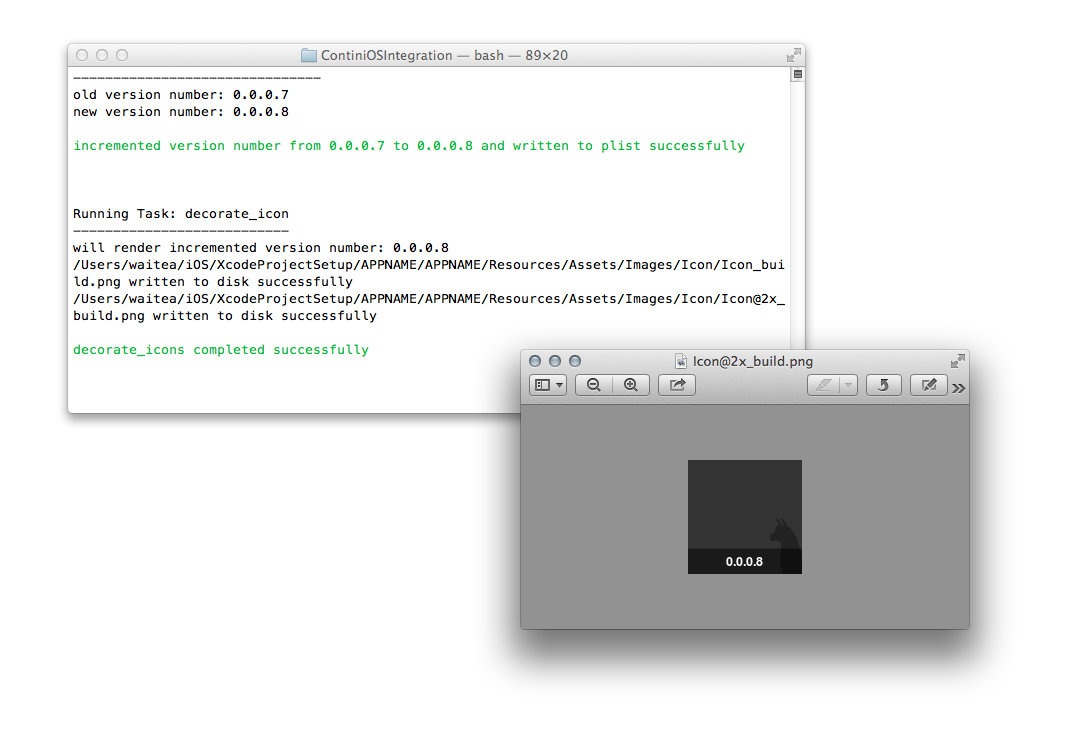 ContiniOSIntegration — bash — 89×20
-------------------------------
old version number: 0.0.0.7
new version number: 0.0.0.8
incremented version number from 0.0.0.7 to 0.0.0.8 and written to plist successfully
Running Task: decorate_icon
---------------------------
will render incremented version number: 0.0.0.8
/Users/waitea/iOS/XcodeProjectSetup/APPNAME/APPNAME/Resources/Assets/Images/Icon/Icon_bui
ld.png written to disk successfully
/Users/waitea/iOS/XcodeProjectSetup/APPNAME/APPNAME/Resources/Assets/Images/Icon/Icon@2x_
build.png written to disk successfully
decorate_icons completed successfully
Icon@2x_build.png
0.0.0.8